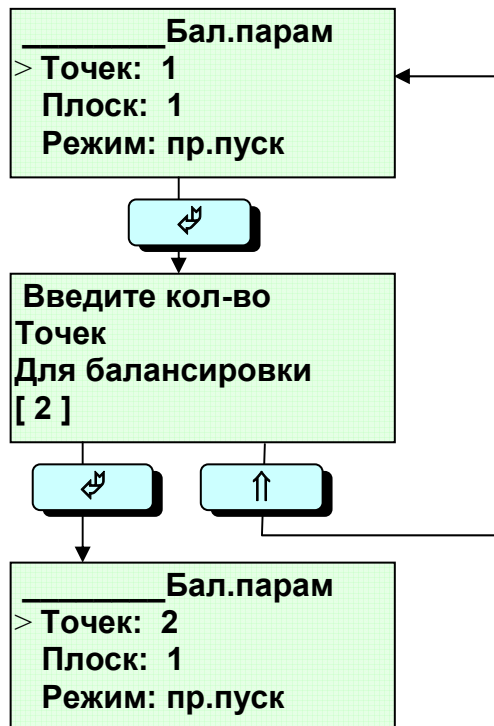 ________Бал.парам
> Точек: 1
Плоск: 1
Режим: пр.пуск
Введите кол-во
Точек
Для балансировки
[ 2 ]
⇑
________Бал.парам
> Точек: 2
Плоск: 1
Режим: пр.пуск